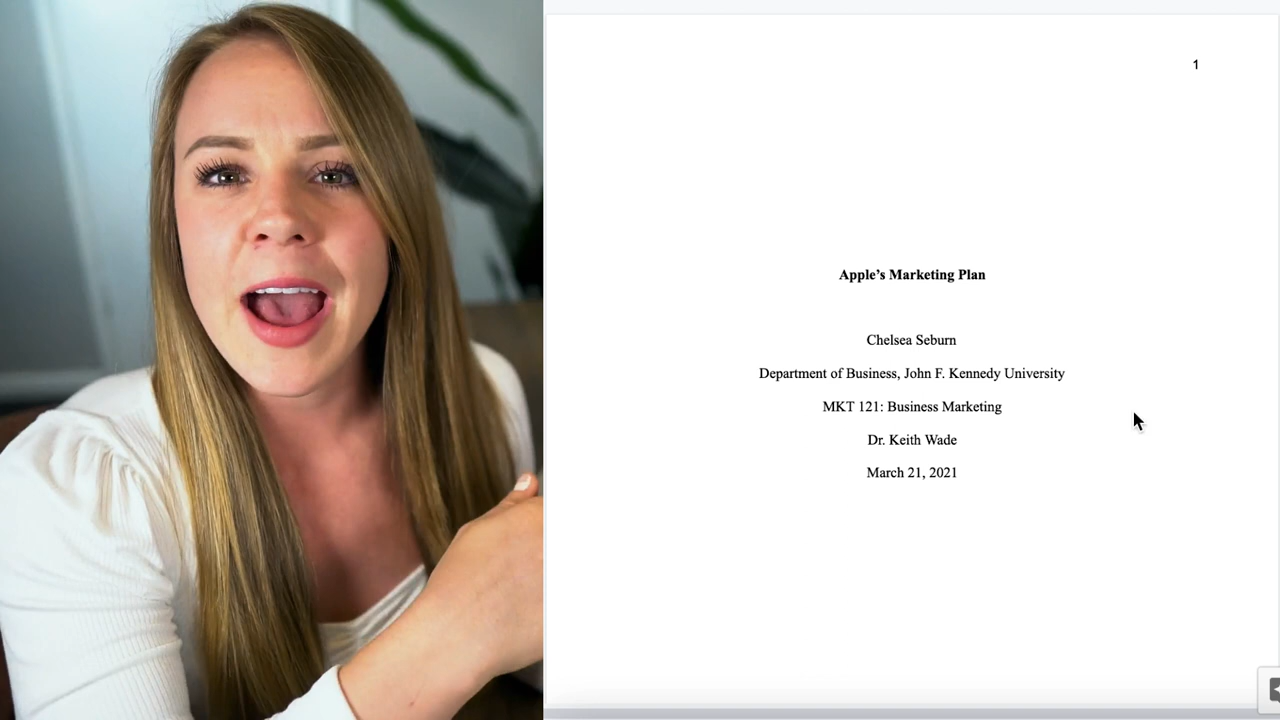 1
Apple's Marketing Plan
Chelsea Seburn
Department of Business, John F. Kennedy University
MKT 121: Business Marketing
Dr. Keith Wade
March 21, 2021